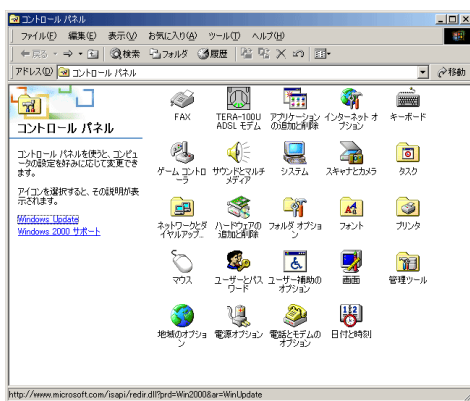 コントロール パネル
ファイル(F) 編集(E) 表示(V) お気に入り(A) ツール(T) ヘルプ(H)
戻る 検索 フォルダ 履歴
アドレス(D) コントロール パネル 移動
コントロール パネル
コントロール パネルを使うと、コンピュ
ータの設定を好みに応じて変更でき
ます。
アイコンを選択すると、その説明が表
示されます。
Windows Update
Windows 2000 サポート
FAX
TERA-100U
ADSL モデム
アプリケーション
の追加と削除
インターネット オ
プション
キーボード
ゲーム コントロ
ーラ
サウンドとマルチ
メディア
システム
スキャナとカメラ
タスク
ネットワークとダ
イヤルアップ...
ハードウェアの
追加と削除
フォルダ オプショ
ン
フォント
プリンタ
マウス
ユーザーとパス
ワード
ユーザー補助の
オプション
画面
管理ツール
地域のオプショ
ン
電源オプション
電話とモデムの
オプション
日付と時刻
http://www.microsoft.com/isapi/redir.dll?prd=Win2000&ar=WinUpdate